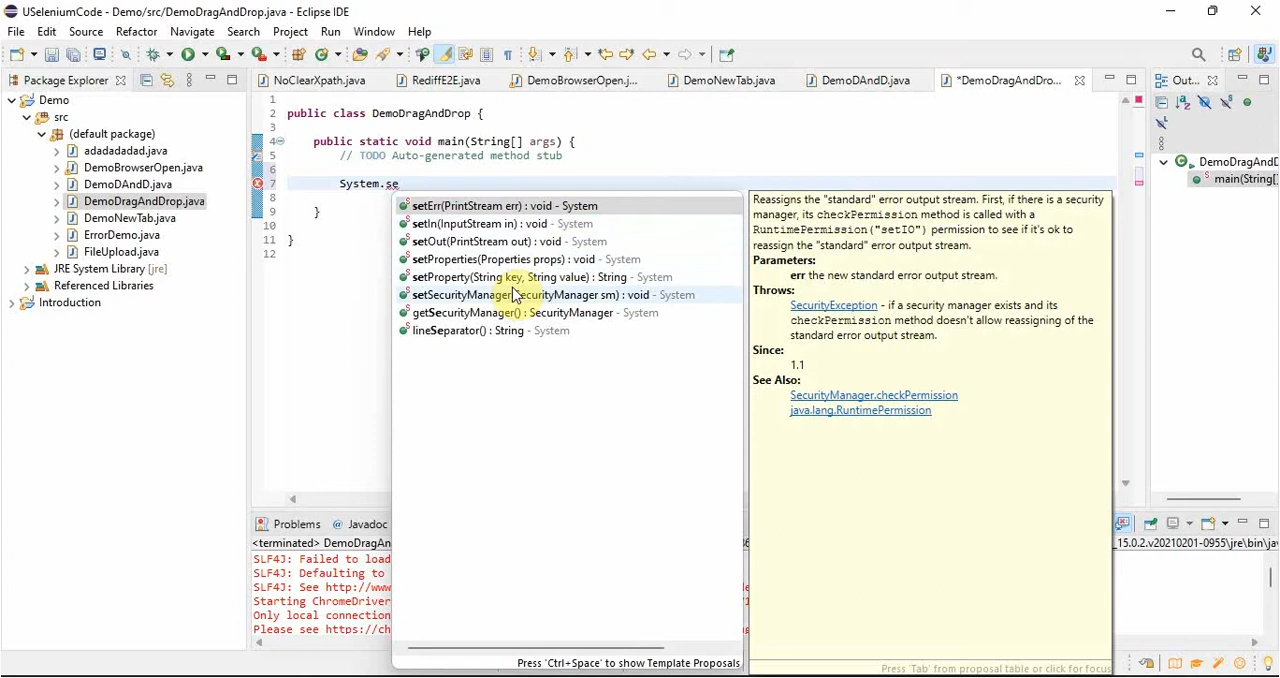 USeleniumCode - Demo/src/DemoDragAndDrop.java - Eclipse IDE
File Edit Source Refactor Navigate Search Project Run Window Help
Package Explorer
NoClearXpath.java
RediffE2E.java
DemoBrowserOpen.j...
DemoNewTab.java
DemoDAndD.java
*DemoDragAndDro...
Out...
Demo
src
(default package)
adadadadad.java
DemoBrowserOpen.java
DemoDAndD.java
DemoDragAndDrop.java
DemoNewTab.java
ErrorDemo.java
FileUpload.java
JRE System Library [jre]
Referenced Libraries
Introduction
1
2 public class DemoDragAndDrop {
3
4 public static void main(String[] args) {
5 // TODO Auto-generated method stub
6
7 System.se
8
9 }
10
11 }
12
setErr(PrintStream err) : void - System
setIn(InputStream in) : void - System
setOut(PrintStream out) : void - System
setProperties(Properties props) : void - System
setProperty(String key, String value) : String - System
setSecurityManager(SecurityManager sm) : void - System
getSecurityManager() : SecurityManager - System
lineSeparator() : String - System
Press 'Ctrl+Space' to show Template Proposals
Reassigns the "standard" error output stream. First, if there is a security
manager, its checkPermission method is called with a
RuntimePermission("setIO") permission to see if it's ok to
reassign the "standard" error output stream.
Parameters:
err the new standard error output stream.
Throws:
SecurityException - if a security manager exists and its
checkPermission method doesn't allow reassigning of the
standard error output stream.
Since:
1.1
See Also:
SecurityManager.checkPermission
java.lang.RuntimePermission
Press 'Tab' from proposal table or click for focus
DemoDragAndD
main(String[]
Problems @ Javadoc
<terminated> DemoDragAn
_15.0.2.v20210201-0955\jre\bin\jav
SLF4J: Failed to load
SLF4J: Defaulting to
SLF4J: See http://www
Starting ChromeDriver
Only local connection
Please see https://ch